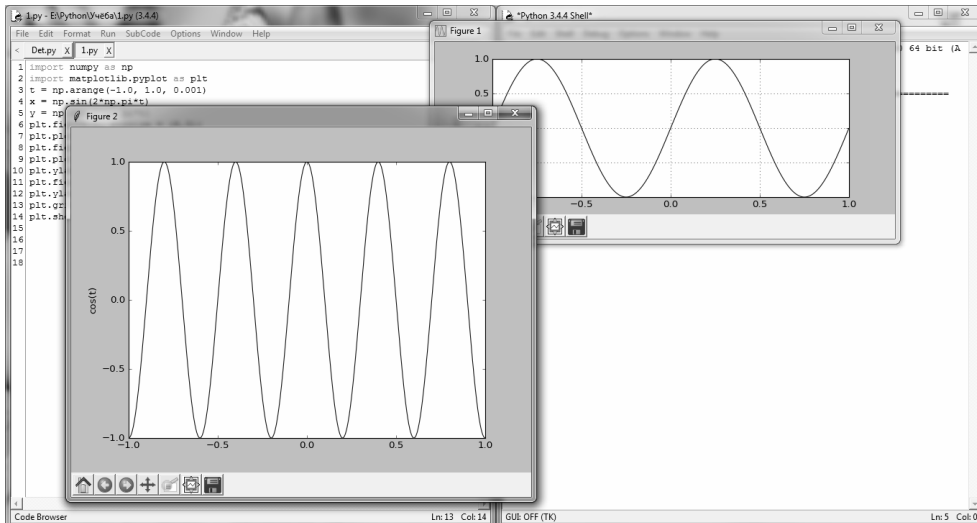 1.py - E:\Python\Учёба\1.py (3.4.4)
File Edit Format Run SubCode Options Window Help
< Det.py X 1.py X
1 import numpy as np
2 import matplotlib.pyplot as plt
3 t = np.arange(-1.0, 1.0, 0.001)
4 x = np.sin(2*np.pi*t)
5 y = np
6 plt.fi
7 plt.plo
8 plt.fi
9 plt.plo
10 plt.yla
11 plt.fi
12 plt.yl
13 plt.gr
14 plt.sh
15
16
17
18
Code Browser Ln: 13 Col: 14
*Python 3.4.4 Shell*
64 bit (A
=========
GUI: OFF (TK) Ln: 5 Col: 0
Figure 1
1.0
0.5
−0.5 0.0 0.5 1.0
Figure 2
1.0
0.5
0.0
−0.5
−1.0
cos(t)
−1.0 −0.5 0.0 0.5 1.0